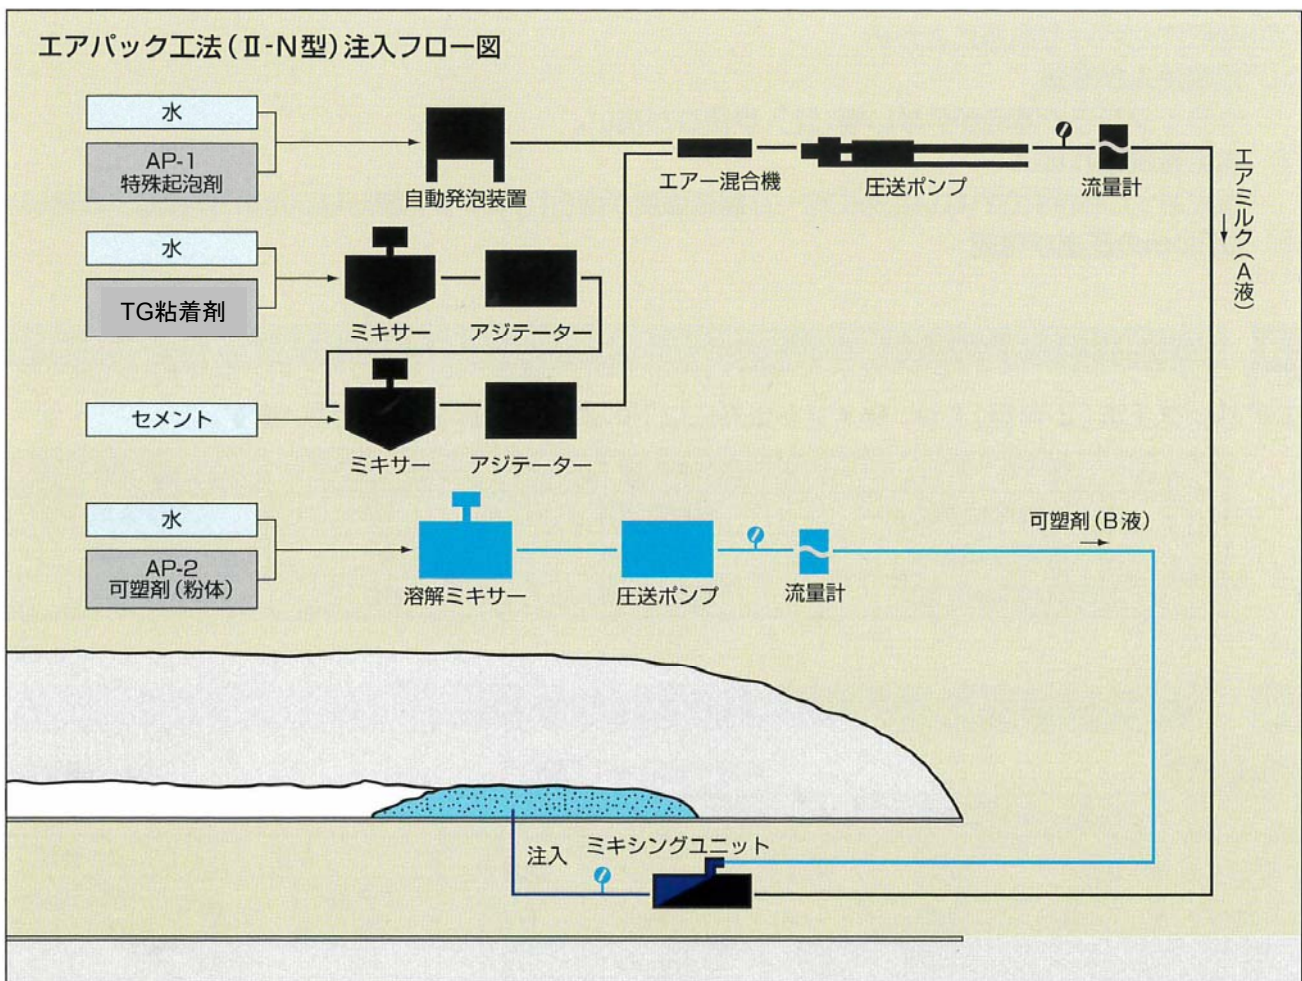 エアパック工法(Ⅱ-N型)注入フロー図
水
AP-1
特殊起泡剤
自動発泡装置
エアー混合機
圧送ポンプ
流量計
エアミルク(A液)
水
TG粘着剤
ミキサー
アジテーター
セメント
ミキサー
アジテーター
水
AP-2
可塑剤(粉体)
溶解ミキサー
圧送ポンプ
流量計
可塑剤(B液)
注入
ミキシングユニット